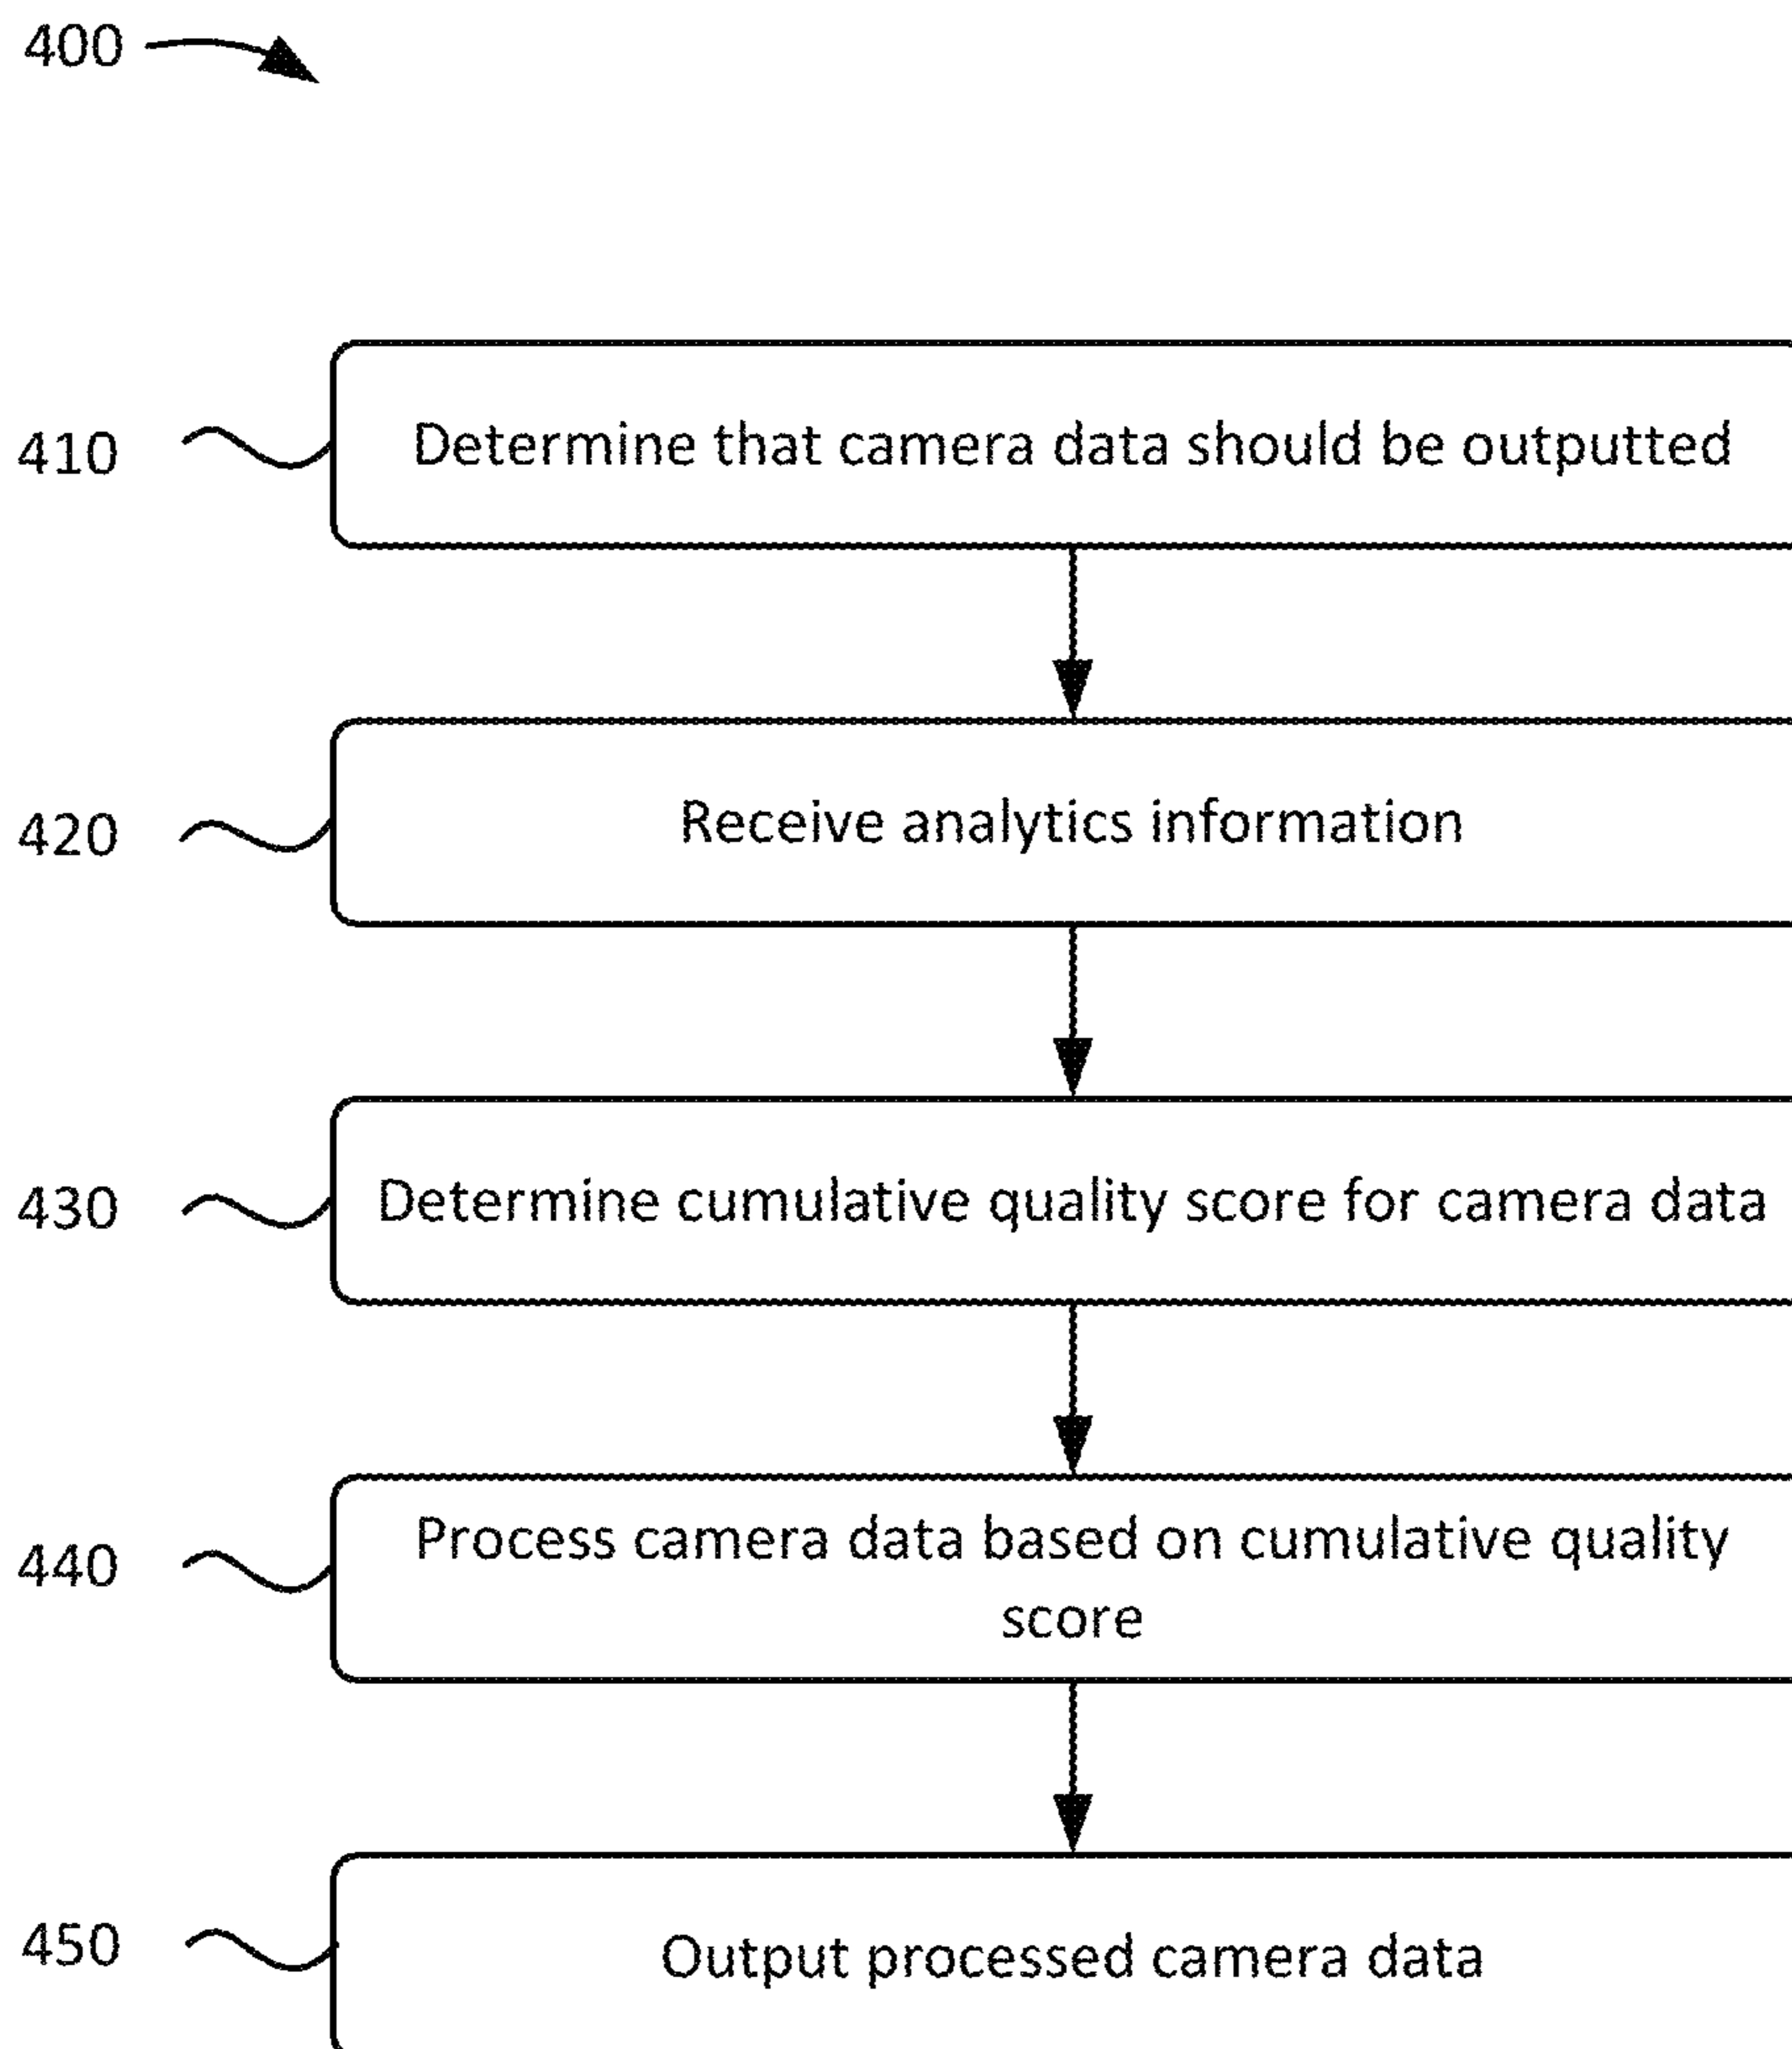 400
410
Determine that camera data should be outputted
420
Receive analytics information
430
Determine cumulative quality score for camera data
440
Process camera data based on cumulative quality
score
450
Output processed camera data